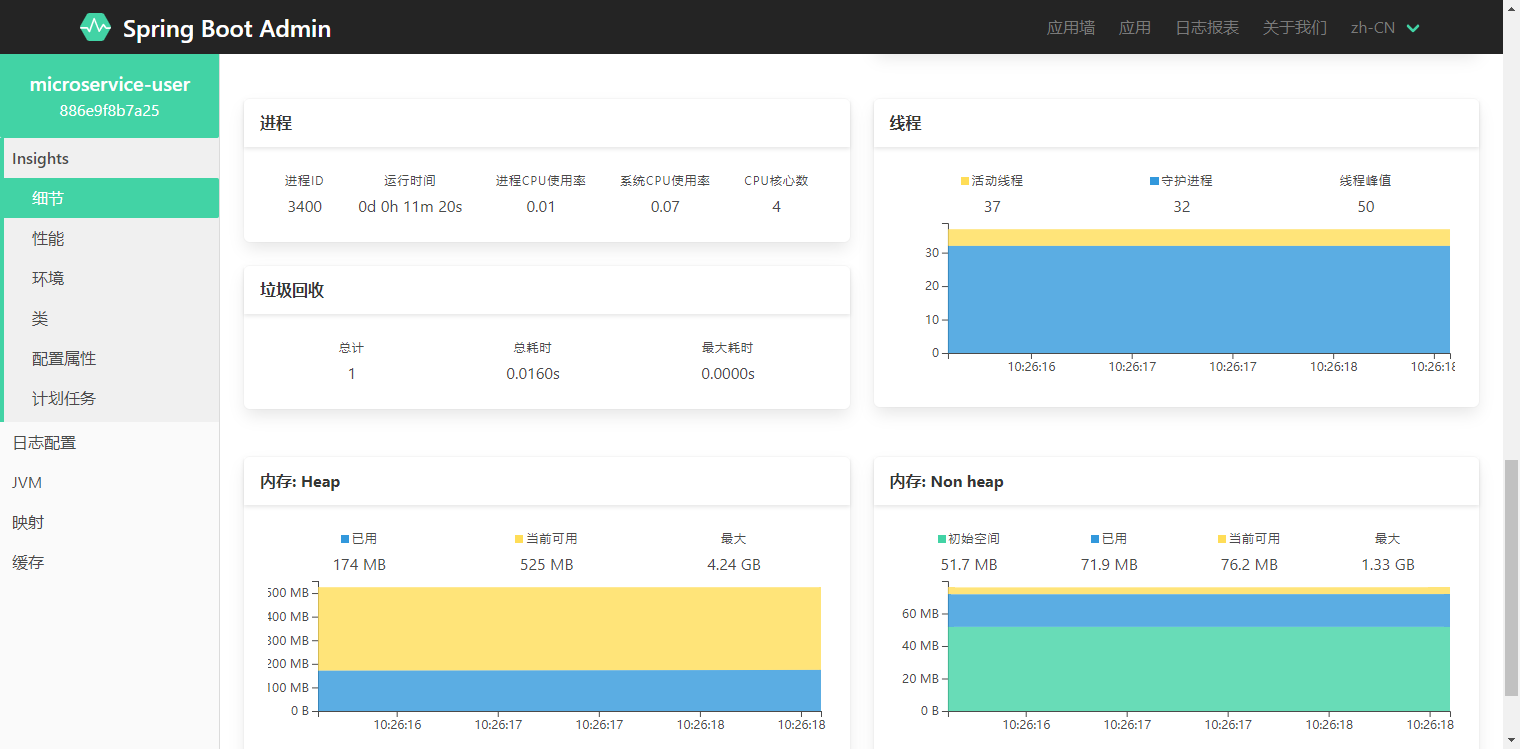 Spring Boot Admin
应用墙 应用 日志报表 关于我们 zh-CN
microservice-user
886e9f8b7a25
Insights
细节
性能
环境
类
配置属性
计划任务
日志配置
JVM
映射
缓存
进程
进程ID 运行时间 进程CPU使用率 系统CPU使用率 CPU核心数
3400 0d 0h 11m 20s 0.01 0.07 4
线程
活动线程 守护进程 线程峰值
37 32 50
30
20
10
0
10:26:16 10:26:17 10:26:17 10:26:18 10:26:18
垃圾回收
总计 总耗时 最大耗时
1 0.0160s 0.0000s
内存: Heap
已用 当前可用 最大
174 MB 525 MB 4.24 GB
500 MB
400 MB
300 MB
200 MB
100 MB
0 B
10:26:16 10:26:17 10:26:17 10:26:18 10:26:18
内存: Non heap
初始空间 已用 当前可用 最大
51.7 MB 71.9 MB 76.2 MB 1.33 GB
60 MB
40 MB
20 MB
0 B
10:26:16 10:26:17 10:26:17 10:26:18 10:26:18